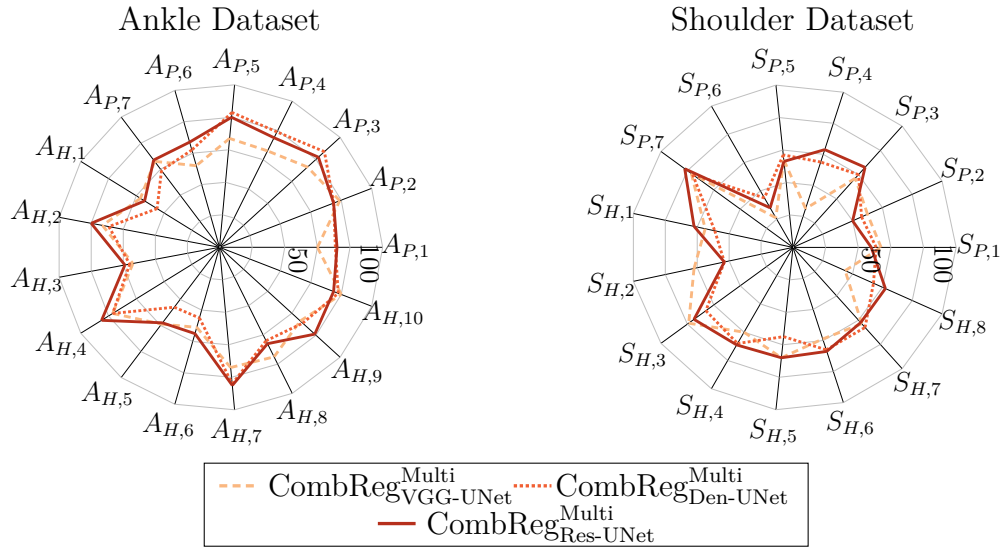 Ankle Dataset
Shoulder Dataset
A_{P,1}
A_{P,2}
A_{P,3}
A_{P,4}
A_{P,5}
A_{P,6}
A_{P,7}
A_{H,1}
A_{H,2}
A_{H,3}
A_{H,4}
A_{H,5}
A_{H,6}
A_{H,7}
A_{H,8}
A_{H,9}
A_{H,10}
50
100
S_{P,1}
S_{P,2}
S_{P,3}
S_{P,4}
S_{P,5}
S_{P,6}
S_{P,7}
S_{H,1}
S_{H,2}
S_{H,3}
S_{H,4}
S_{H,5}
S_{H,6}
S_{H,7}
S_{H,8}
50
100
CombReg^{Multi}_{VGG-UNet} CombReg^{Multi}_{Den-UNet}
CombReg^{Multi}_{Res-UNet}